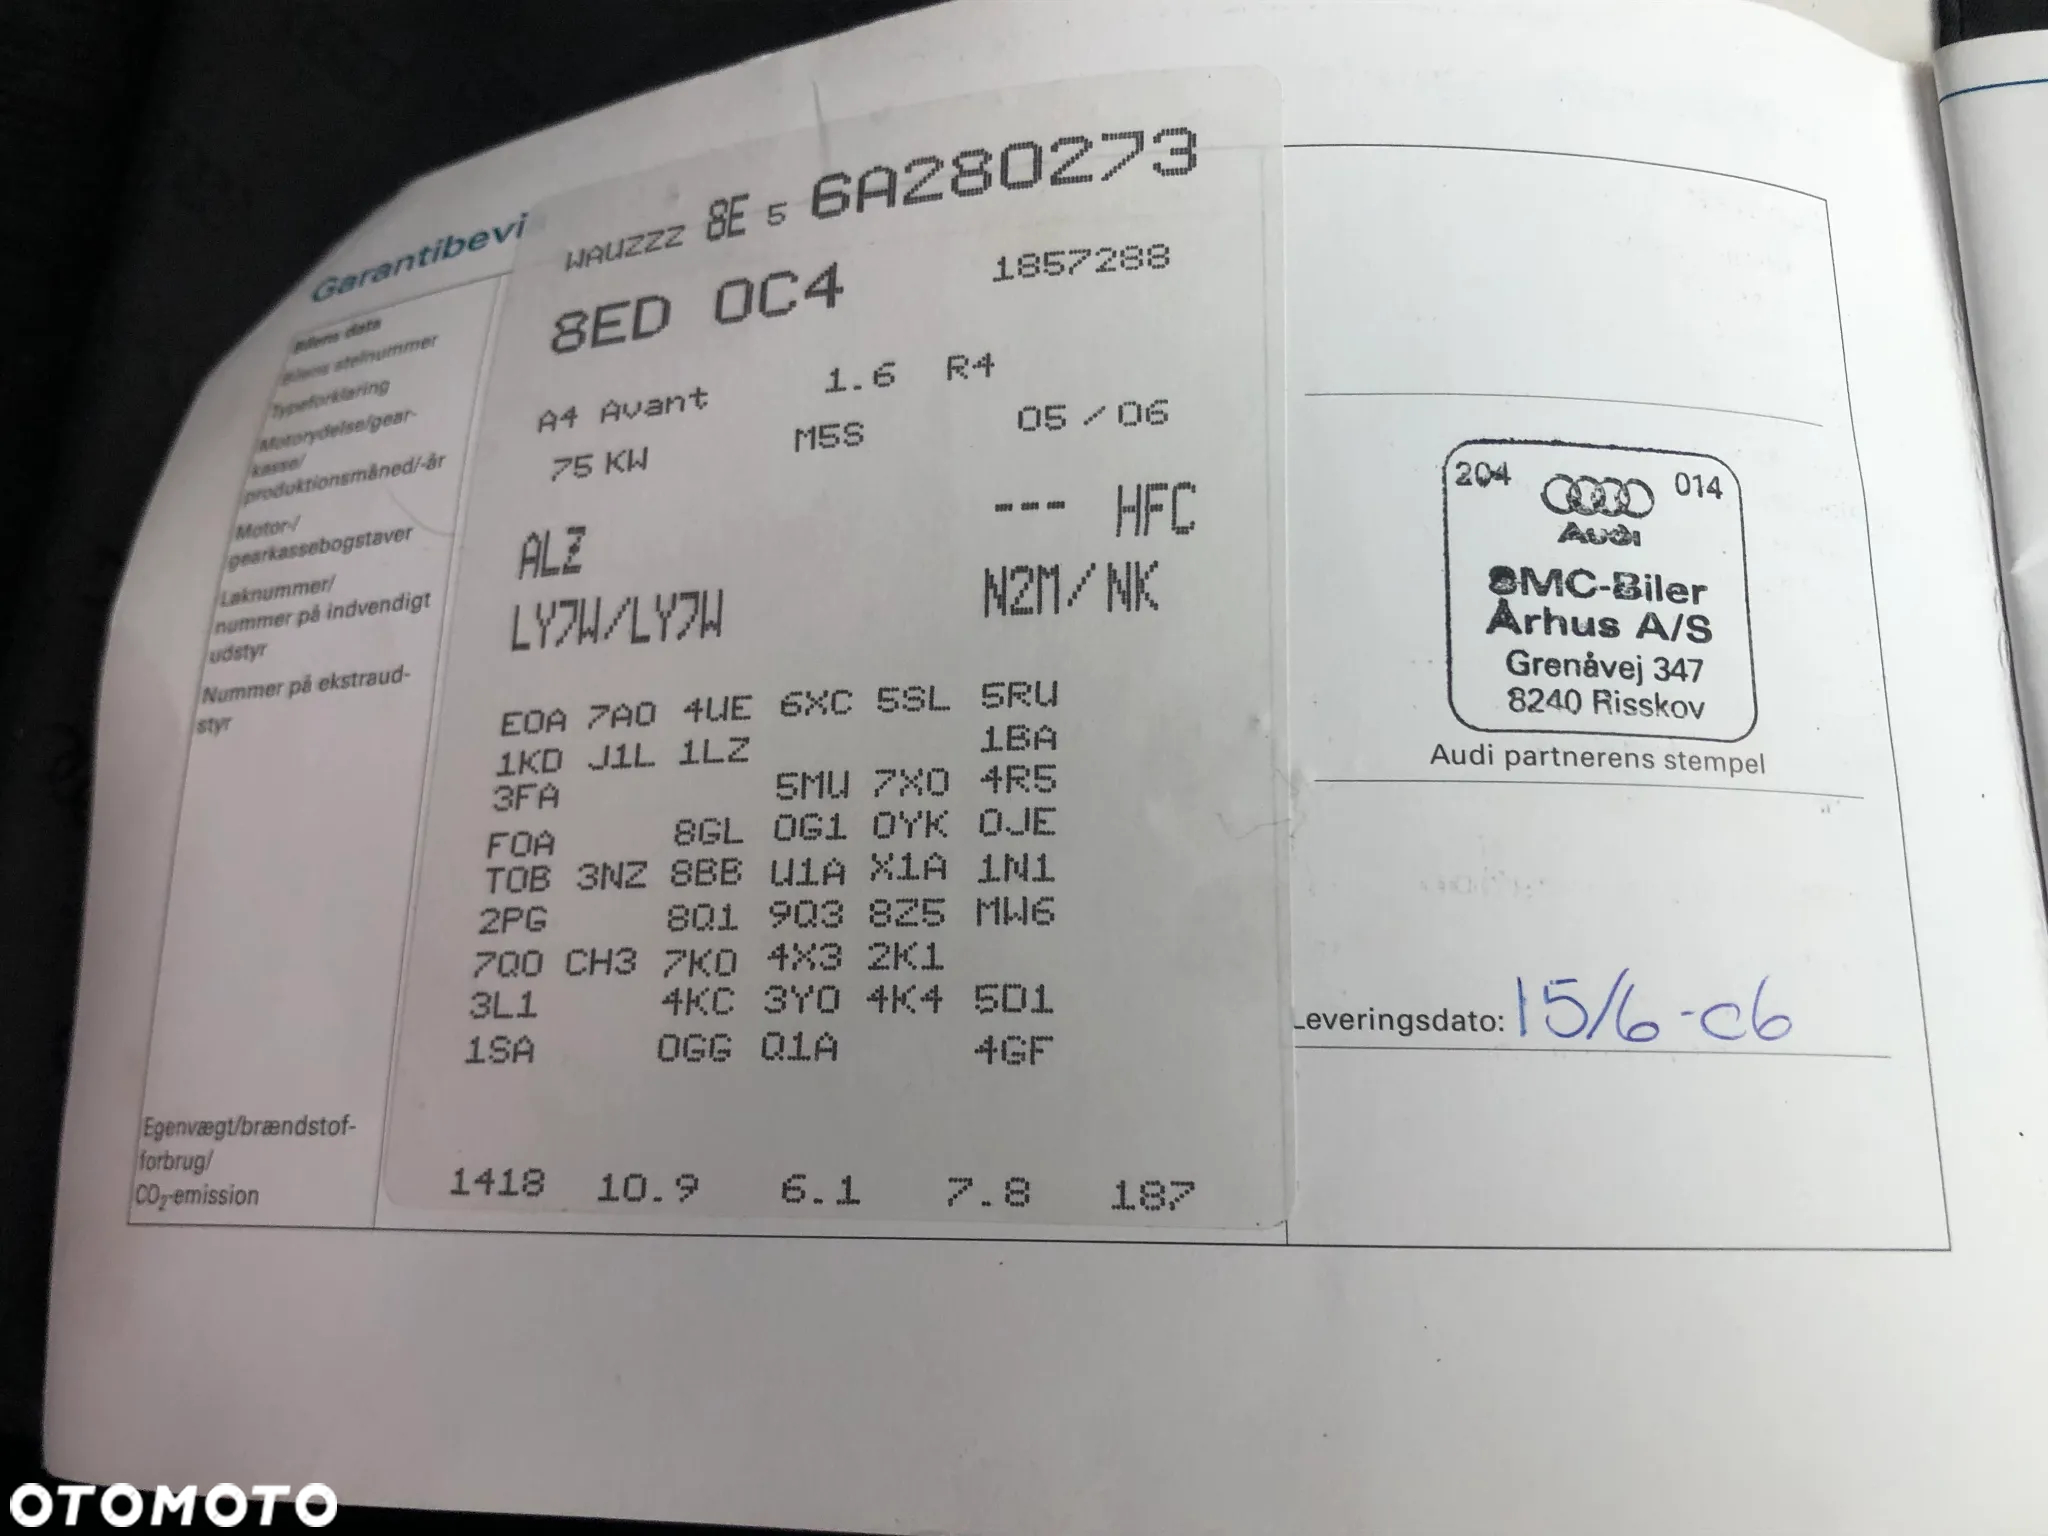 Garantibevi
WAUZZZ 8E 5 6A280273
8ED 0C4 1857288
A4 Avant 1.6 R4
75 KW M5S 05/06
ALZ --- HFC
LY7W/LY7W N2M/NK
E0A 7A0 4UE 6XC 5SL 5RU
1KD J1L 1LZ 1BA
3FA 5MU 7X0 4R5
F0A 8GL 0G1 0YK 0JE
T0B 3NZ 8BB U1A X1A 1N1
2PG 8Q1 9Q3 8Z5 MW6
7Q0 CH3 7K0 4X3 2K1
3L1 4KC 3Y0 4K4 5D1
1SA 0GG Q1A 4GF
1418 10.9 6.1 7.8 187
Bilens data
Bilens stelnummer
Typeforklaring
Motorydelse/gear-
kasse/
produktionsmåned/-år
Motor-/
gearkassebogstaver
Laknummer/
nummer på indvendigt
udstyr
Nummer på ekstraud-
styr
Egenvægt/brændstof-
forbrug/
CO₂-emission
204 014
Audi
SMC-Biler
Århus A/S
Grenåvej 347
8240 Risskov
Audi partnerens stempel
Leveringsdato: 15/6-06
OTOMOTO